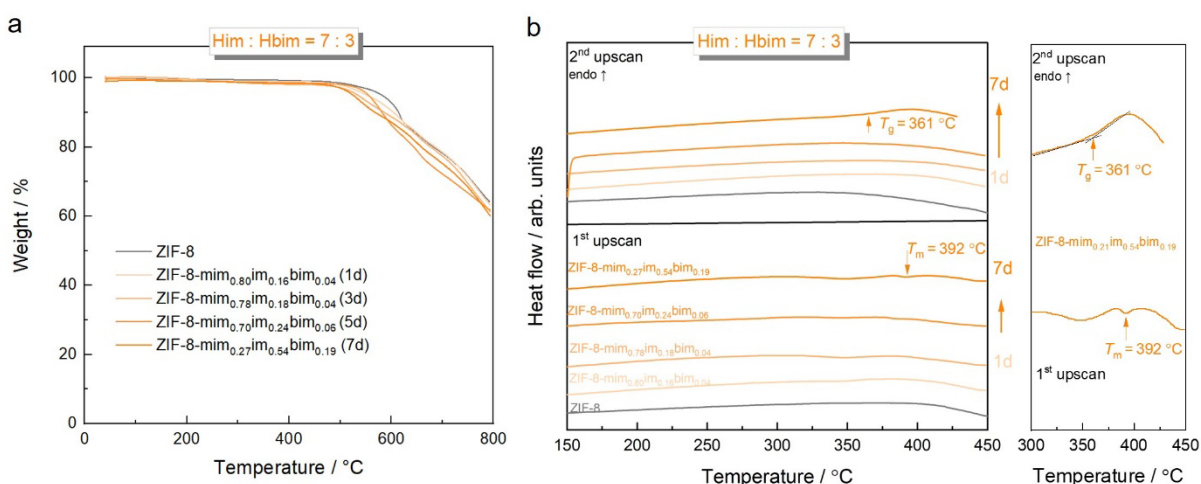 a
Him : Hbim = 7 : 3
Weight / %
100
80
60
40
20
0
ZIF-8
ZIF-8-mim0.80im0.16bim0.04 (1d)
ZIF-8-mim0.78im0.18bim0.04 (3d)
ZIF-8-mim0.70im0.24bim0.06 (5d)
ZIF-8-mim0.27im0.54bim0.19 (7d)
0 200 400 600 800
Temperature / °C
b
Him : Hbim = 7 : 3
Heat flow / arb. units
2nd upscan
endo ↑
7d
Tg = 361 °C
1d
1st upscan
Tm = 392 °C
ZIF-8-mim0.27im0.54bim0.19
7d
ZIF-8-mim0.70im0.24bim0.06
ZIF-8-mim0.78im0.18bim0.04
1d
ZIF-8-mim0.80im0.16bim0.04
ZIF-8
150 200 250 300 350 400 450
Temperature / °C
2nd upscan
endo ↑
Tg = 361 °C
ZIF-8-mim0.21im0.54bim0.19
Tm = 392 °C
1st upscan
300 350 400 450
Temperature / °C